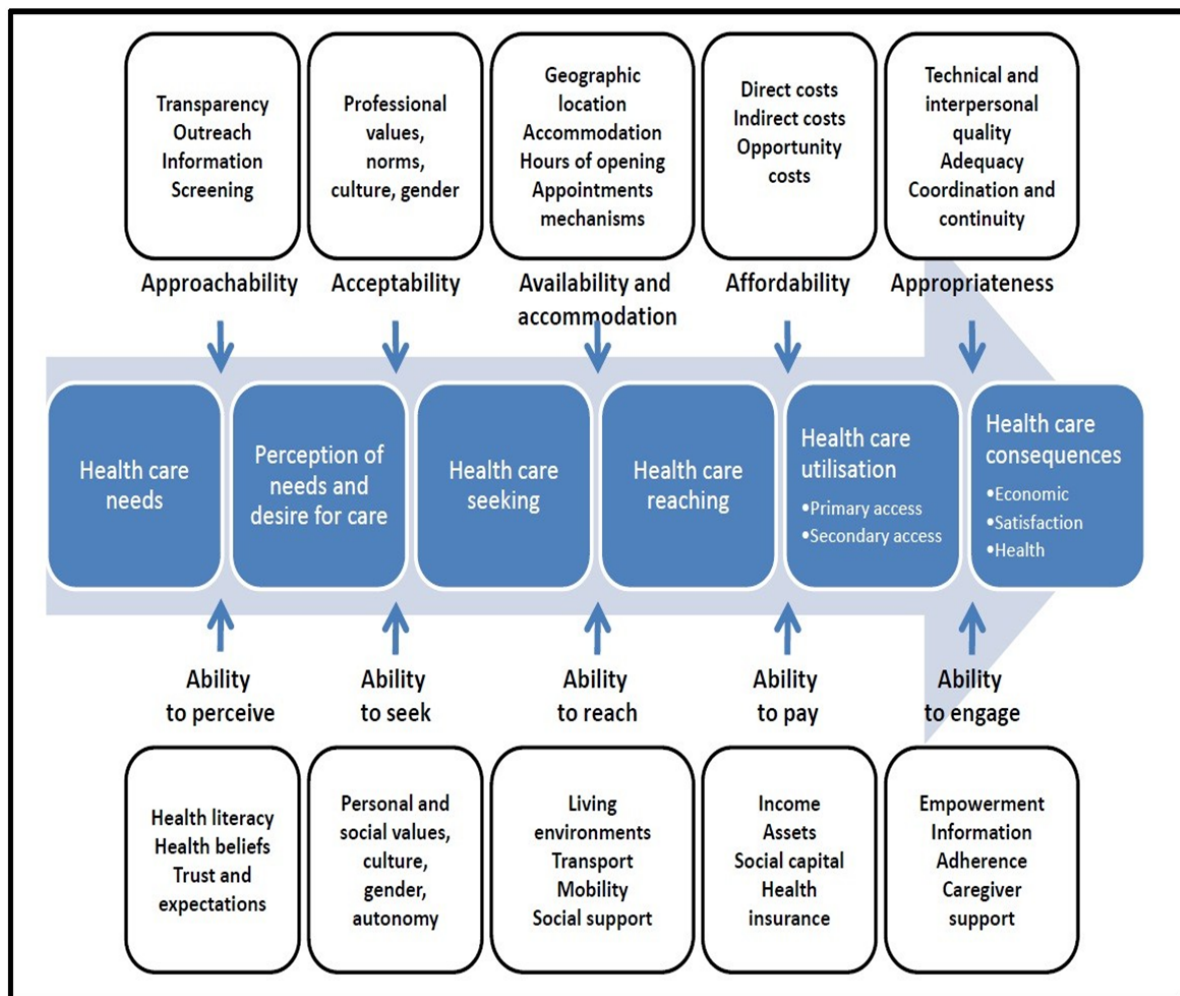 Transparency
Outreach
Information
Screening
Professional
values,
norms,
culture, gender
Geographic
location
Accommodation
Hours of opening
Appointments
mechanisms
Direct costs
Indirect costs
Opportunity
costs
Technical and
interpersonal
quality
Adequacy
Coordination and
continuity
Approachability
Acceptability
Availability and
accommodation
Affordability
Appropriateness
Health care
needs
Perception of
needs and
desire for care
Health care
seeking
Health care
reaching
Health care
utilisation
•Primary access
•Secondary access
Health care
consequences
•Economic
•Satisfaction
•Health
Ability
to perceive
Ability
to seek
Ability
to reach
Ability
to pay
Ability
to engage
Health literacy
Health beliefs
Trust and
expectations
Personal and
social values,
culture,
gender,
autonomy
Living
environments
Transport
Mobility
Social support
Income
Assets
Social capital
Health
insurance
Empowerment
Information
Adherence
Caregiver
support